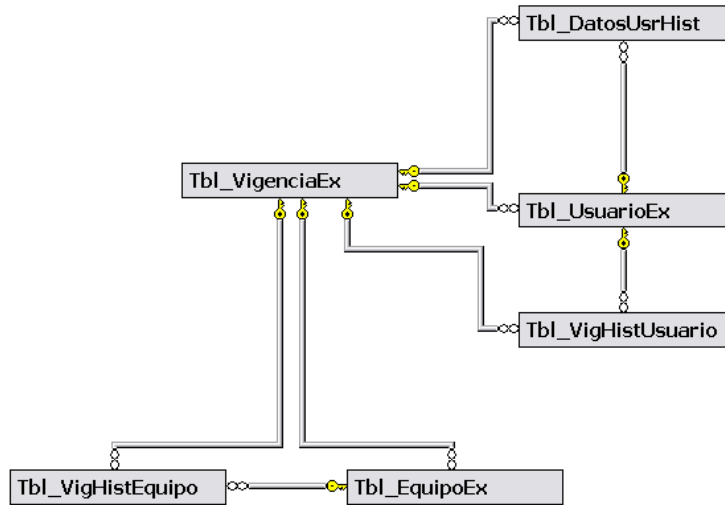 Tbl_DatosUsrHist
Tbl_VigenciaEx
Tbl_UsuarioEx
Tbl_VigHistUsuario
Tbl_VigHistEquipo
Tbl_EquipoEx